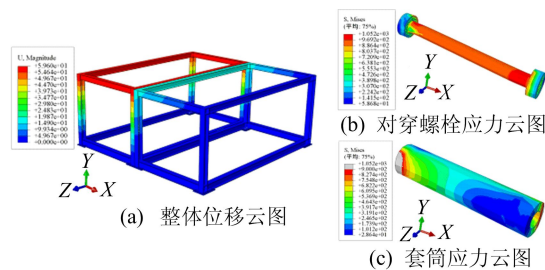 U, Magnitude
+5.960e+01
+5.464e+01
+4.967e+01
+4.470e+01
+3.973e+01
+3.477e+01
+2.980e+01
+2.483e+01
+1.987e+01
+1.490e+01
+9.934e+00
+4.967e+00
+0.000e+00
Y
Z
X
(a) 整体位移云图
S, Mises
(平均: 75%)
+1.052e+03
+9.692e+02
+8.864e+02
+8.037e+02
+7.209e+02
+6.381e+02
+5.553e+02
+4.726e+02
+3.898e+02
+3.070e+02
+2.242e+02
+1.415e+02
+5.868e+01
Y
Z
X
(b) 对穿螺栓应力云图
S, Mises
(平均: 75%)
+1.052e+03
+9.000e+02
+8.274e+02
+7.548e+02
+6.822e+02
+6.095e+02
+5.369e+02
+4.643e+02
+3.917e+02
+3.191e+02
+2.465e+02
+1.739e+02
+1.012e+02
+2.864e+01
Y
Z
X
(c) 套筒应力云图